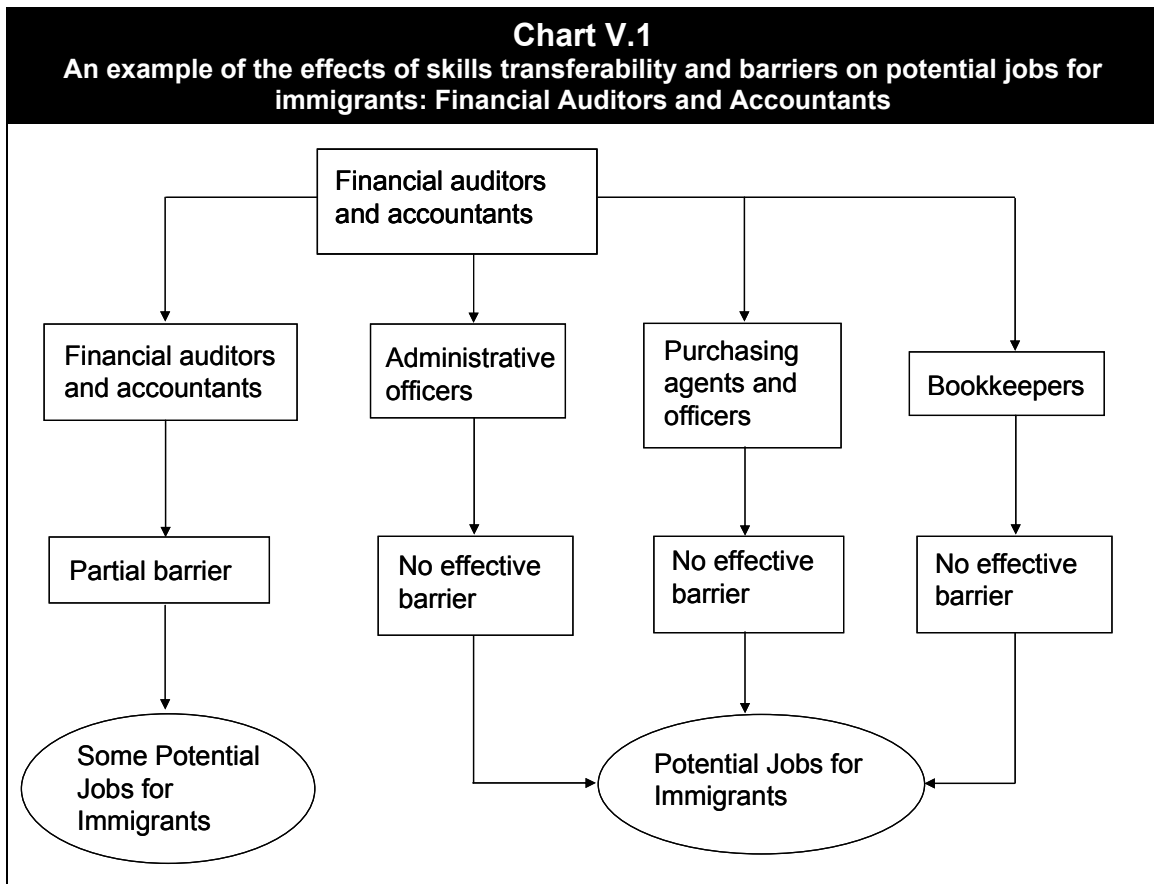 Chart V.1
An example of the effects of skills transferability and barriers on potential jobs for
immigrants: Financial Auditors and Accountants
Financial auditors
and accountants
Financial auditors
and accountants
Administrative
officers
Purchasing
agents and
officers
Bookkeepers
Partial barrier
No effective
barrier
No effective
barrier
No effective
barrier
Some Potential
Jobs for
Immigrants
Potential Jobs for
Immigrants